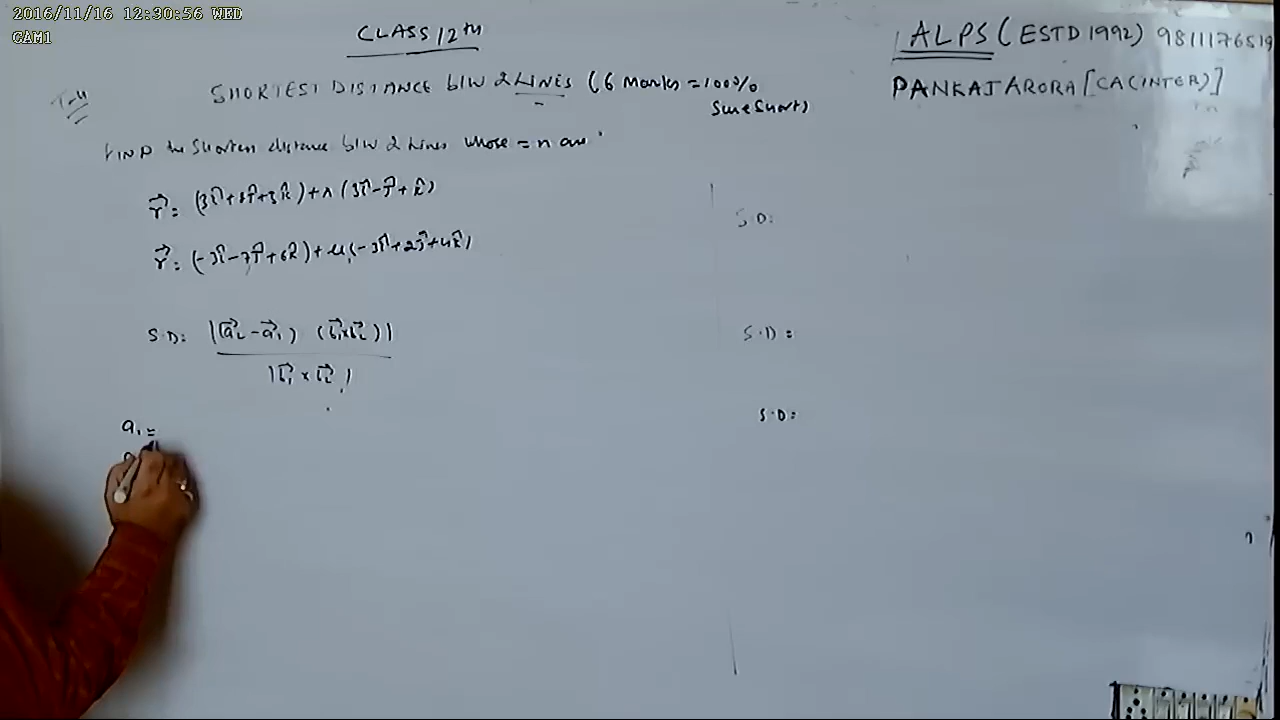 2016/11/16 12:30:56 WED
CAM1
CLASS 12TH
ALPS (ESTD 1992) 9811176519
PANKAJ ARORA [CA (INTER)]
SHORTEST DISTANCE B/W 2 LINES (6 Marks = 100%
Sure Short)
FIND the Shortest distance B/W 2 lines whose =n are
r⃗ = (3î+8ĵ+3k̂)+λ(3î-ĵ+k̂)
r⃗ = (-3î-7ĵ+6k̂)+μ(-3î+2ĵ+4k̂)
S.D: |(a⃗₂-a⃗₁) (b⃗₁×b⃗₂)|
|b⃗₁×b⃗₂|
a₁ =
S.D:
S.D =
S.D =